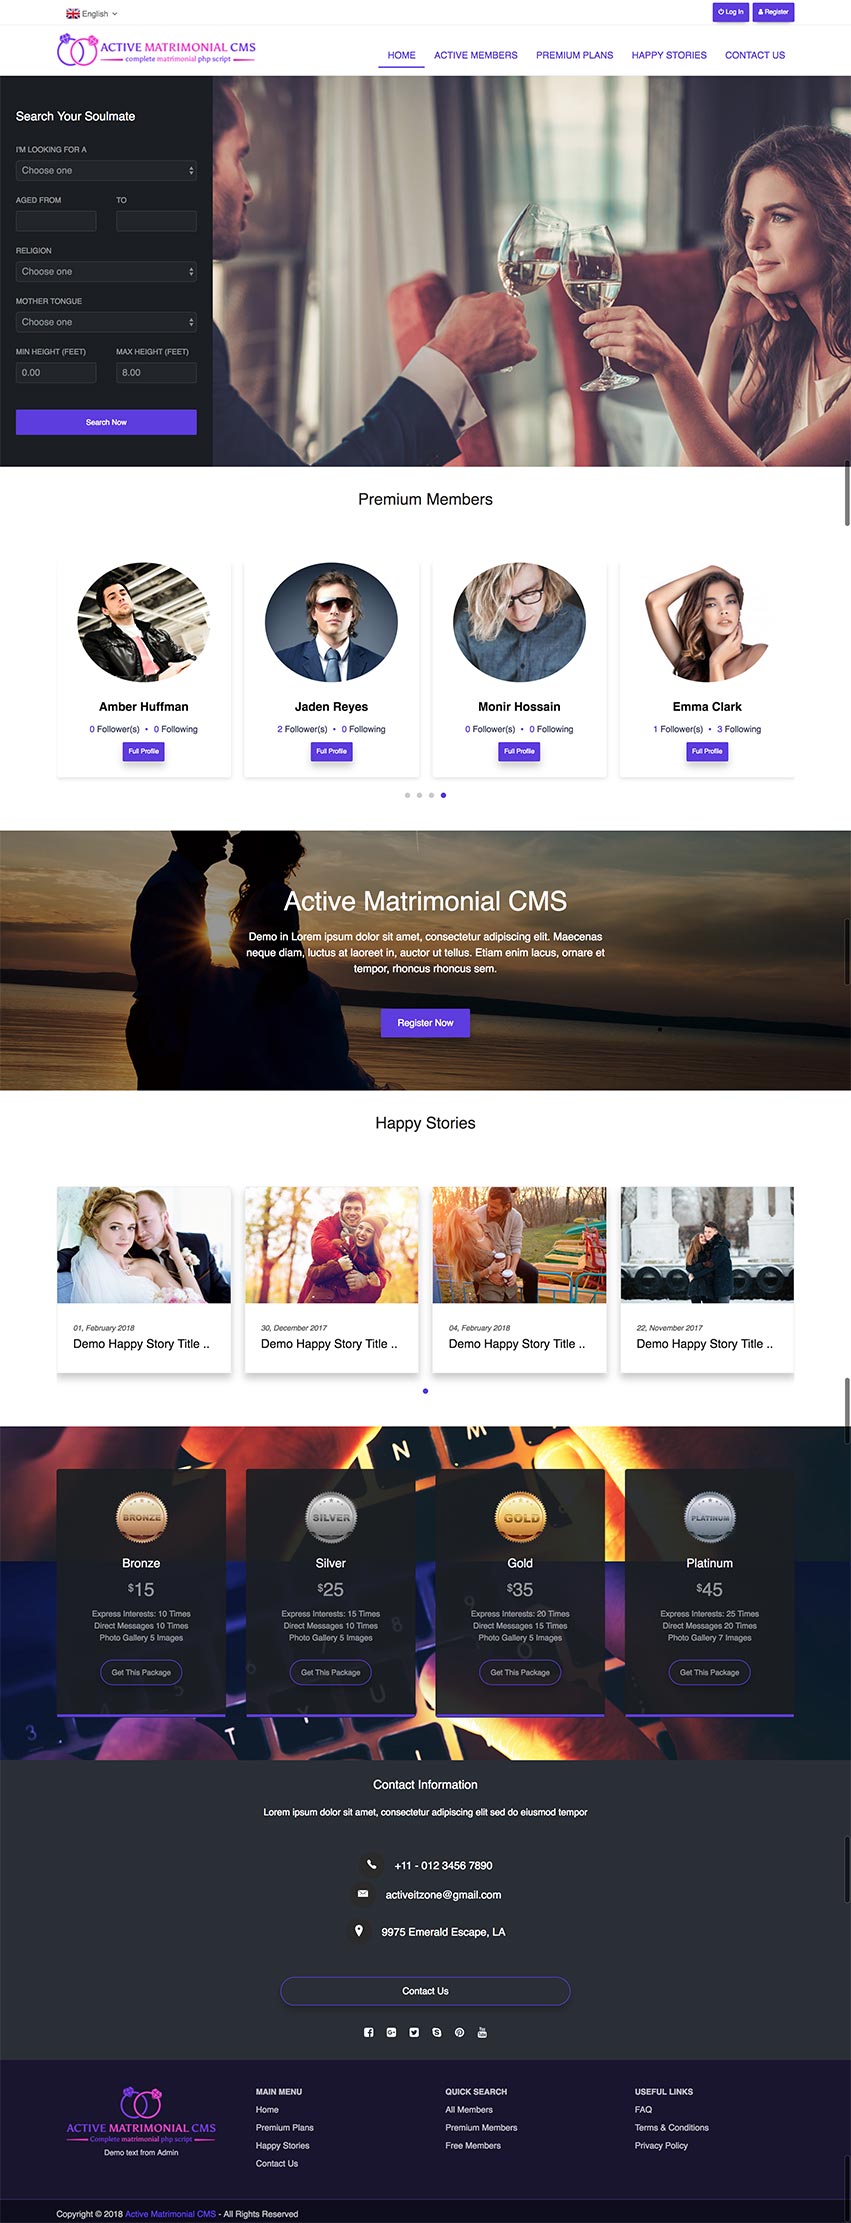 English
Log In
Register
ACTIVE MATRIMONIAL CMS
complete matrimonial php script
HOME
ACTIVE MEMBERS
PREMIUM PLANS
HAPPY STORIES
CONTACT US
Search Your Soulmate
I'M LOOKING FOR A
Choose one
AGED FROM
TO
RELIGION
Choose one
MOTHER TONGUE
Choose one
MIN HEIGHT (FEET)
MAX HEIGHT (FEET)
0.00
8.00
Search Now
Premium Members
Amber Huffman
0 Follower(s) • 0 Following
Full Profile
Jaden Reyes
2 Follower(s) • 0 Following
Full Profile
Monir Hossain
0 Follower(s) • 0 Following
Full Profile
Emma Clark
1 Follower(s) • 3 Following
Full Profile
Active Matrimonial CMS
Demo in Lorem ipsum dolor sit amet, consectetur adipiscing elit. Maecenas
neque diam, luctus at laoreet in, auctor ut tellus. Etiam enim lacus, ornare et
tempor, rhoncus rhoncus sem.
Register Now
Happy Stories
01, February 2018
Demo Happy Story Title ..
30, December 2017
Demo Happy Story Title ..
04, February 2018
Demo Happy Story Title ..
22, November 2017
Demo Happy Story Title ..
N
M
BRONZE
Bronze
$15
Express Interests: 10 Times
Direct Messages 10 Times
Photo Gallery 5 Images
Get This Package
SILVER
Silver
$25
Express Interests: 15 Times
Direct Messages 10 Times
Photo Gallery 5 Images
Get This Package
GOLD
Gold
$35
Express Interests: 20 Times
Direct Messages 15 Times
Photo Gallery 5 Images
Get This Package
PLATINUM
Platinum
$45
Express Interests: 25 Times
Direct Messages 20 Times
Photo Gallery 7 Images
Get This Package
3
T
Y
U
Contact Information
Lorem ipsum dolor sit amet, consectetur adipiscing elit sed do eiusmod tempor
+11 - 012 3456 7890
activeitzone@gmail.com
9975 Emerald Escape, LA
Contact Us
ACTIVE MATRIMONIAL CMS
Complete matrimonial php script
Demo text from Admin
MAIN MENU
Home
Premium Plans
Happy Stories
Contact Us
QUICK SEARCH
All Members
Premium Members
Free Members
USEFUL LINKS
FAQ
Terms & Conditions
Privacy Policy
Copyright © 2018 Active Matrimonial CMS - All Rights Reserved